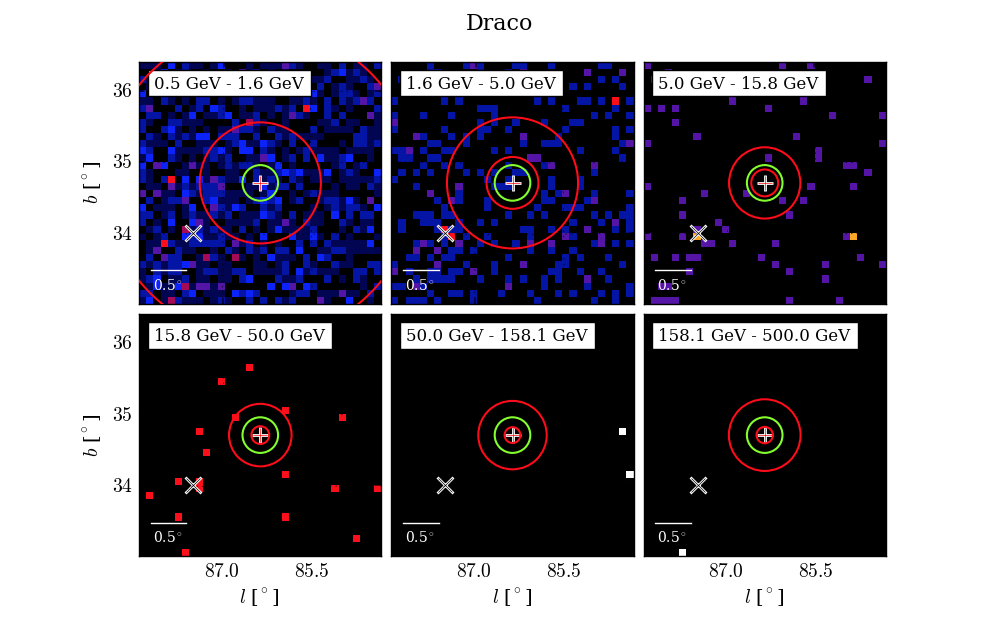 Draco
0.5 GeV - 1.6 GeV
1.6 GeV - 5.0 GeV
5.0 GeV - 15.8 GeV
36
35
34
b [°]
0.5°
0.5°
0.5°
15.8 GeV - 50.0 GeV
50.0 GeV - 158.1 GeV
158.1 GeV - 500.0 GeV
36
35
34
b [°]
0.5°
0.5°
0.5°
87.0 85.5
87.0 85.5
87.0 85.5
l [°]
l [°]
l [°]